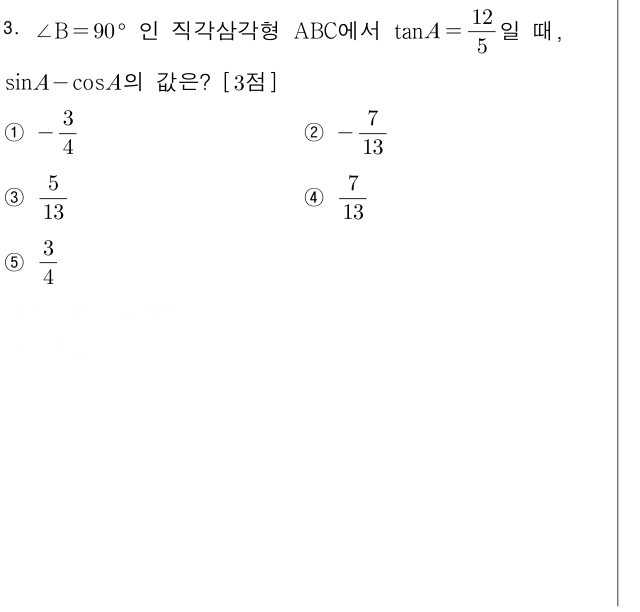 3. ∠B=90° 인 직각삼각형 ABC에서 tanA=12/5일 때,
sinA-cosA의 값은? [3점]
① -3/4 ② -7/13
③ 5/13 ④ 7/13
⑤ 3/4